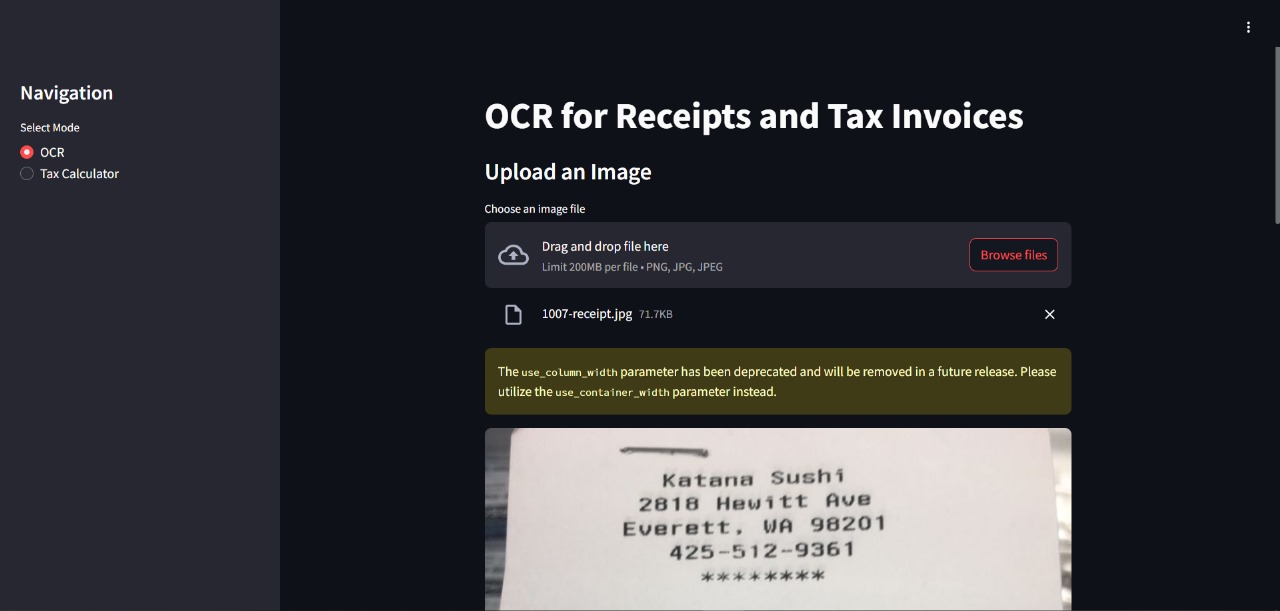 Navigation
Select Mode
OCR
Tax Calculator
OCR for Receipts and Tax Invoices
Upload an Image
Choose an image file
Drag and drop file here
Limit 200MB per file • PNG, JPG, JPEG
Browse files
1007-receipt.jpg 71.7KB
The use_column_width parameter has been deprecated and will be removed in a future release. Please
utilize the use_container_width parameter instead.
Katana Sushi
2818 Hewitt Ave
Everett, WA 98201
425-512-9361
********